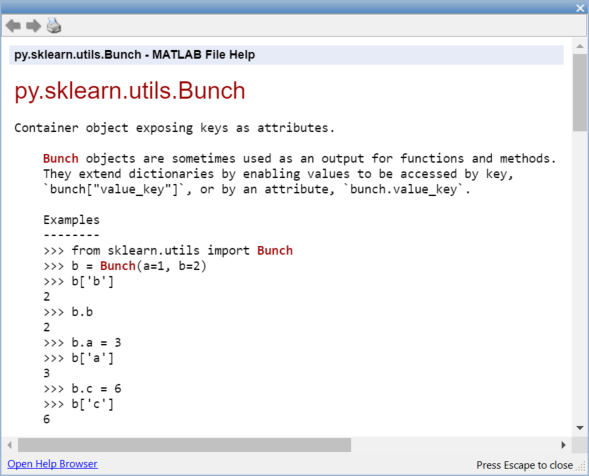 py.sklearn.utils.Bunch - MATLAB File Help
py.sklearn.utils.Bunch
Container object exposing keys as attributes.
Bunch objects are sometimes used as an output for functions and methods.
They extend dictionaries by enabling values to be accessed by key,
`bunch["value_key"]`, or by an attribute, `bunch.value_key`.
Examples
--------
>>> from sklearn.utils import Bunch
>>> b = Bunch(a=1, b=2)
>>> b['b']
2
>>> b.b
2
>>> b.a = 3
>>> b['a']
3
>>> b.c = 6
>>> b['c']
6
Open Help Browser
Press Escape to close